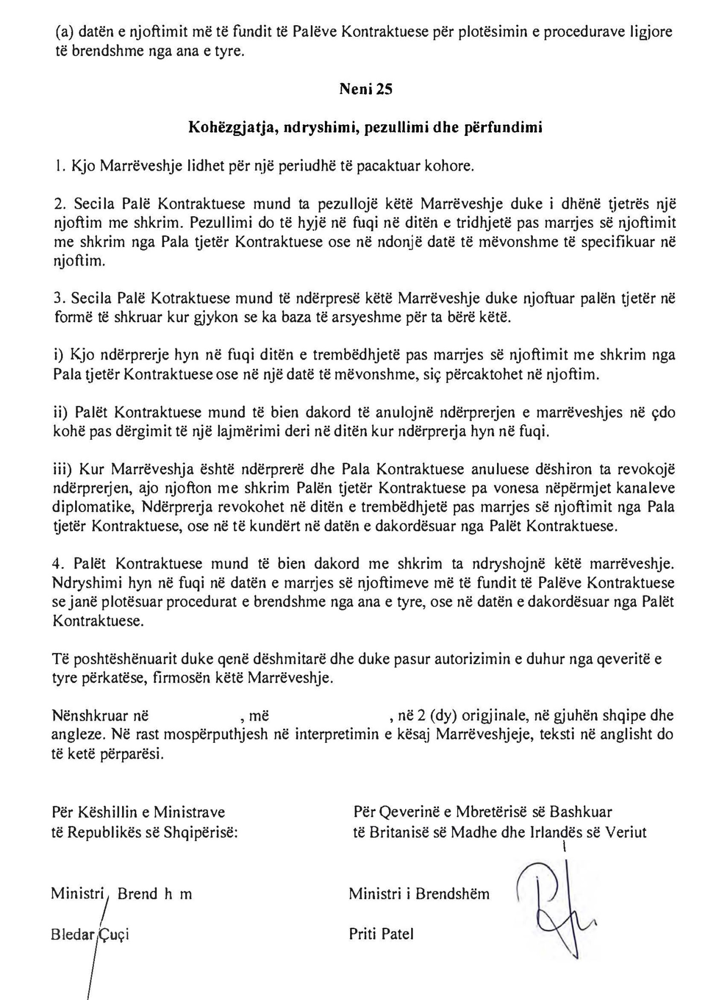 (a) datën e njoftimit më të fundit të Palëve Kontraktuese për plotësimin e procedurave ligjore
të brendshme nga ana e tyre.
Neni 25
Kohëzgjatja, ndryshimi, pezullimi dhe përfundimi
1. Kjo Marrëveshje lidhet për një periudhë të pacaktuar kohore.
2. Secila Palë Kontraktuese mund ta pezullojë këtë Marrëveshje duke i dhënë tjetrës një
njoftim me shkrim. Pezullimi do të hyjë në fuqi në ditën e tridhjetë pas marrjes së njoftimit
me shkrim nga Pala tjetër Kontraktuese ose në ndonjë datë të mëvonshme të specifikuar në
njoftim.
3. Secila Palë Kotraktuese mund të ndërpresë këtë Marrëveshje duke njoftuar palën tjetër në
formë të shkruar kur gjykon se ka baza të arsyeshme për ta bërë këtë.
i) Kjo ndërprerje hyn në fuqi ditën e trembëdhjetë pas marrjes së njoftimit me shkrim nga
Pala tjetër Kontraktuese ose në një datë të mëvonshme, siç përcaktohet në njoftim.
ii) Palët Kontraktuese mund të bien dakord të anulojnë ndërprerjen e marrëveshjes në çdo
kohë pas dërgimit të një lajmërimi deri në ditën kur ndërprerja hyn në fuqi.
iii) Kur Marrëveshja është ndërprerë dhe Pala Kontraktuese anuluese dëshiron ta revokojë
ndërprerjen, ajo njofton me shkrim Palën tjetër Kontraktuese pa vonesa nëpërmjet kanaleve
diplomatike, Ndërprerja revokohet në ditën e trembëdhjetë pas marrjes së njoftimit nga Pala
tjetër Kontraktuese, ose në të kundërt në datën e dakordësuar nga Palët Kontraktuese.
4. Palët Kontraktuese mund të bien dakord me shkrim ta ndryshojnë këtë marrëveshje.
Ndryshimi hyn në fuqi në datën e marrjes së njoftimeve më të fundit të Palëve Kontraktuese
se janë plotësuar procedurat e brendshme nga ana e tyre, ose në datën e dakordësuar nga Palët
Kontraktuese.
Të poshtëshënuarit duke qenë dëshmitarë dhe duke pasur autorizimin e duhur nga qeveritë e
tyre përkatëse, firmosën këtë Marrëveshje.
Nënshkruar në , më , në 2 (dy) origjinale, në gjuhën shqipe dhe
angleze. Në rast mospërputhjesh në interpretimin e kësaj Marrëveshjeje, teksti në anglisht do
të ketë përparësi.
Për Këshillin e Ministrave
të Republikës së Shqipërisë:
Për Qeverinë e Mbretërisë së Bashkuar
të Britanisë së Madhe dhe Irlandës së Veriut
Ministri Brend h m
Bledar Çuçi
Ministri i Brendshëm
Priti Patel